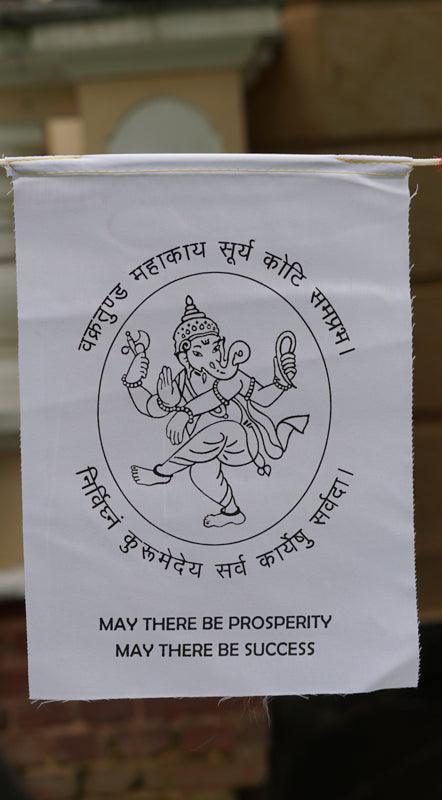 वक्रतुण्ड महाकाय सूर्य कोटि समप्रभ।
निर्विघ्नं कुरूमेदेय सर्व कार्येषु सर्वदा।
MAY THERE BE PROSPERITY
MAY THERE BE SUCCESS